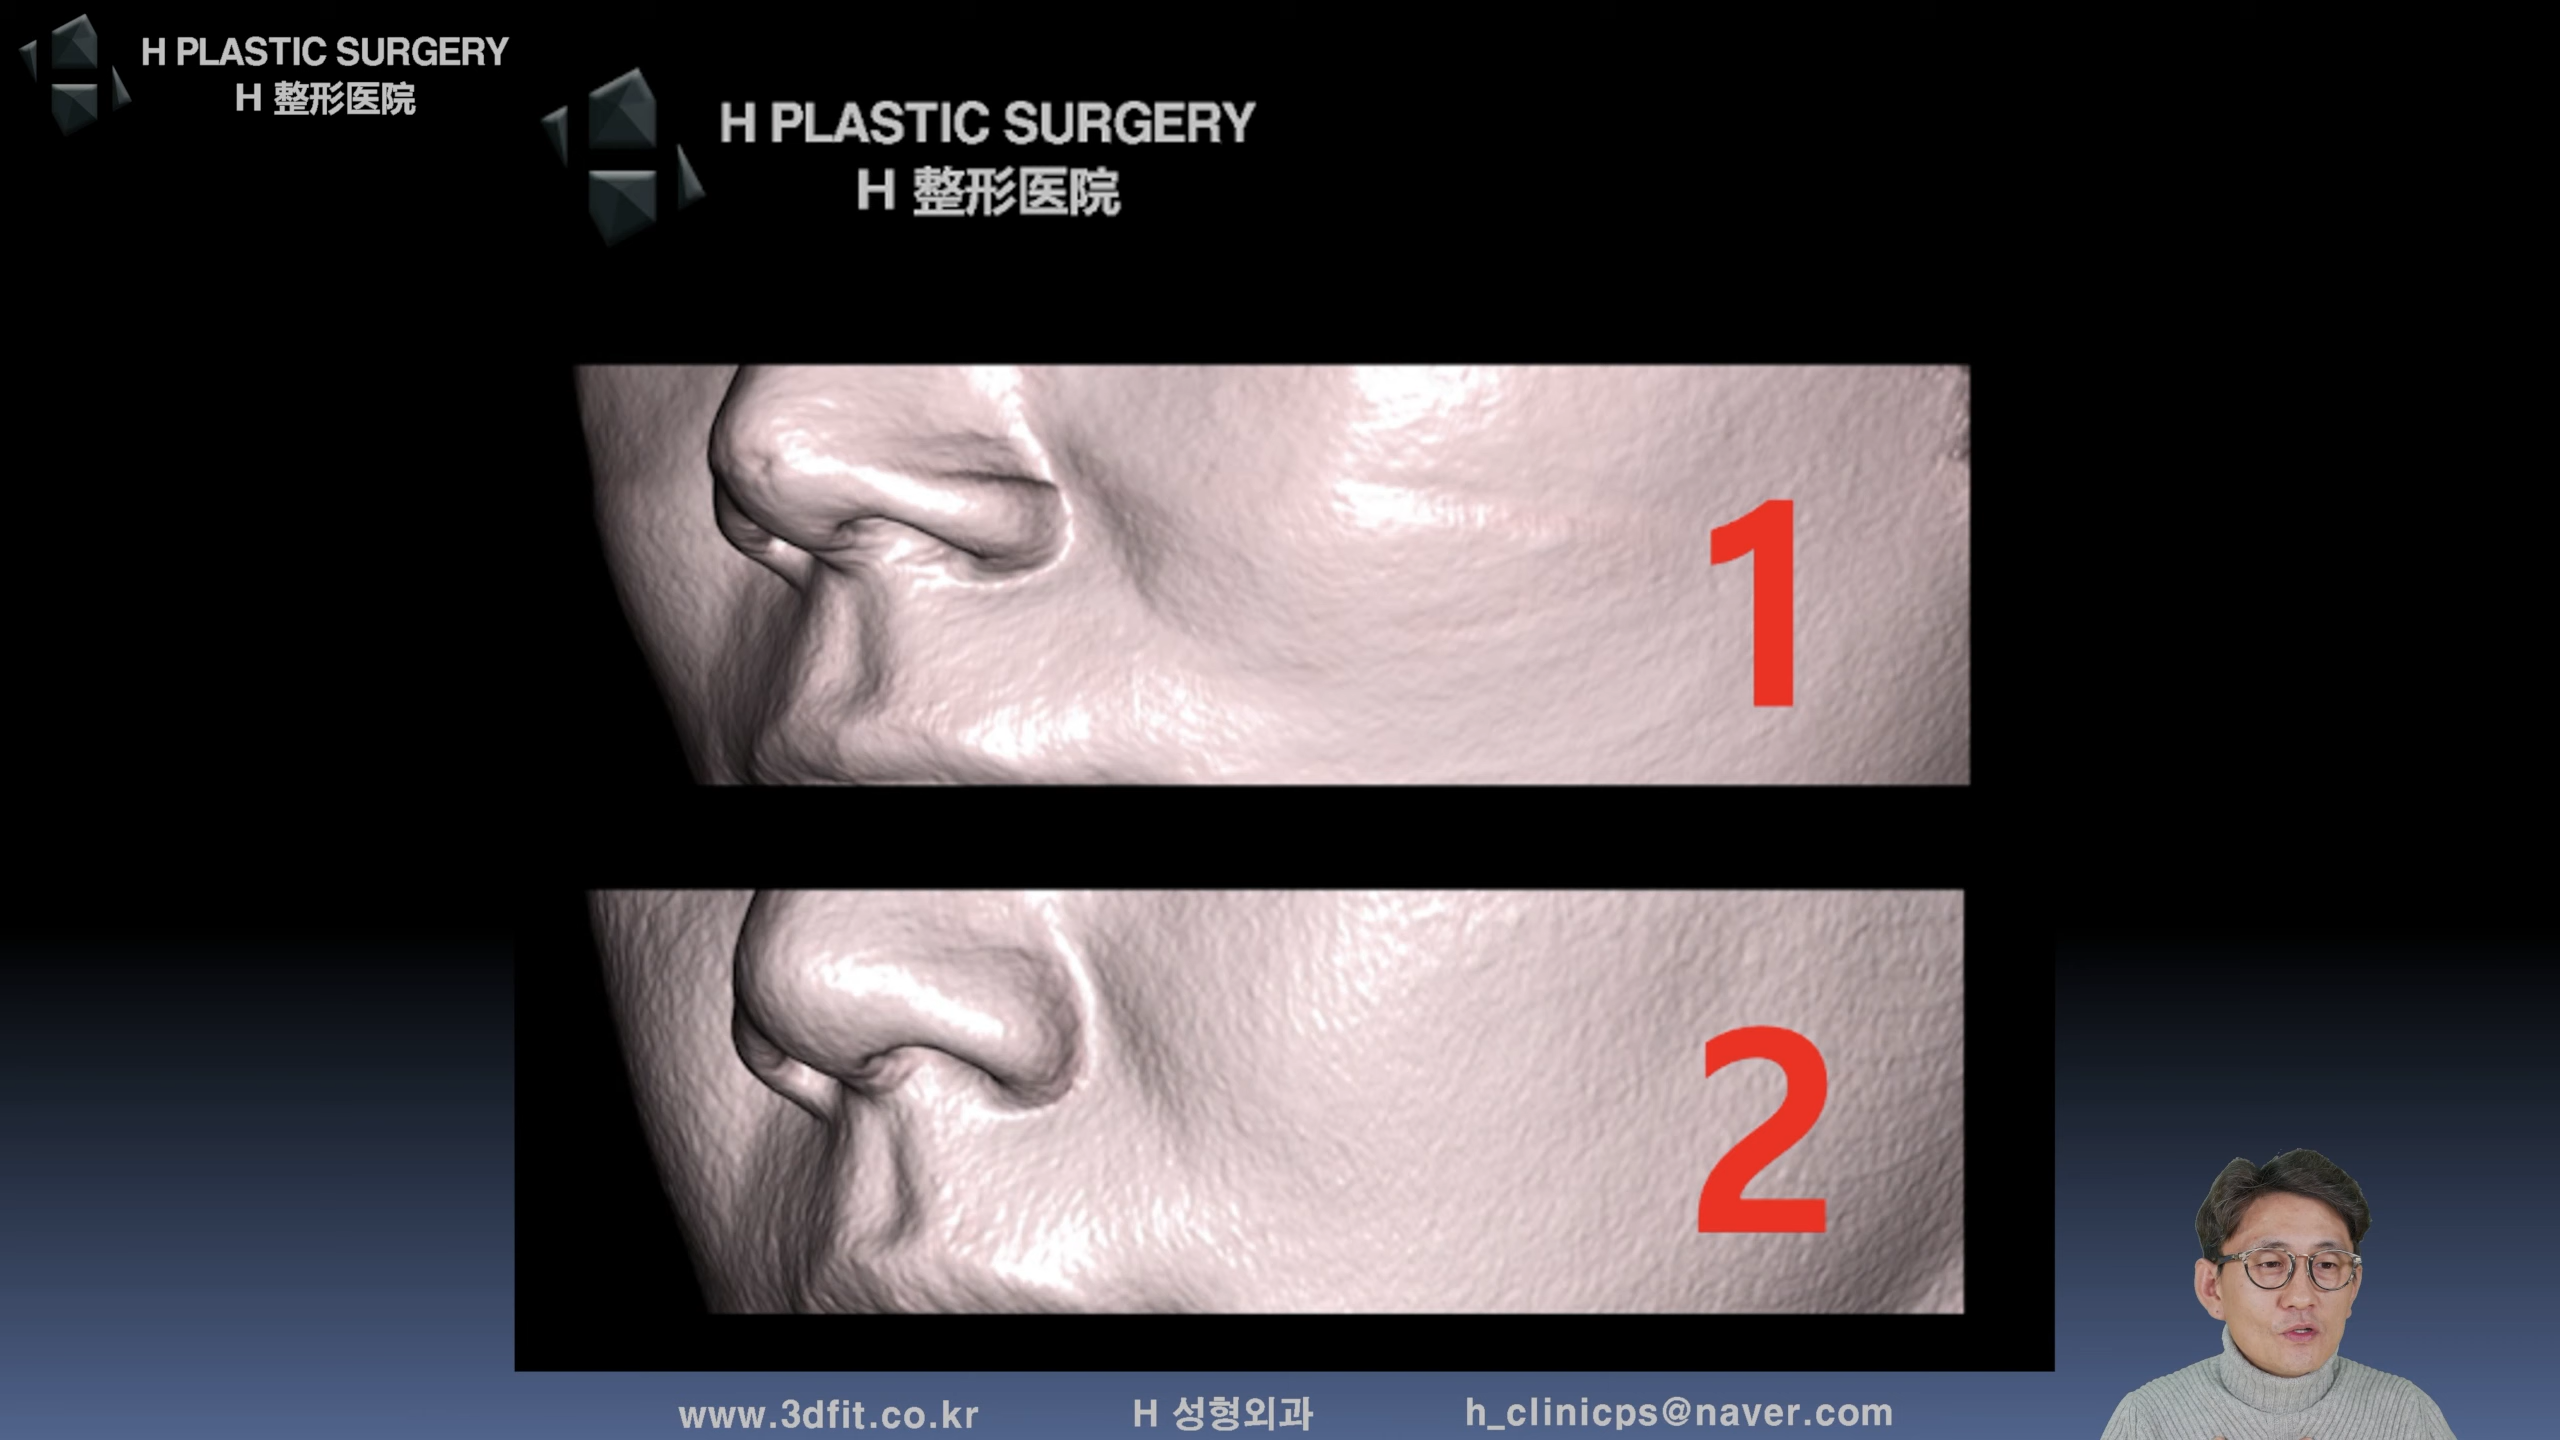 H PLASTIC SURGERY
H 整形医院
H PLASTIC SURGERY
H 整形医院
1
2
www.3dfit.co.kr
H 성형외과
h_clinicps@naver.com